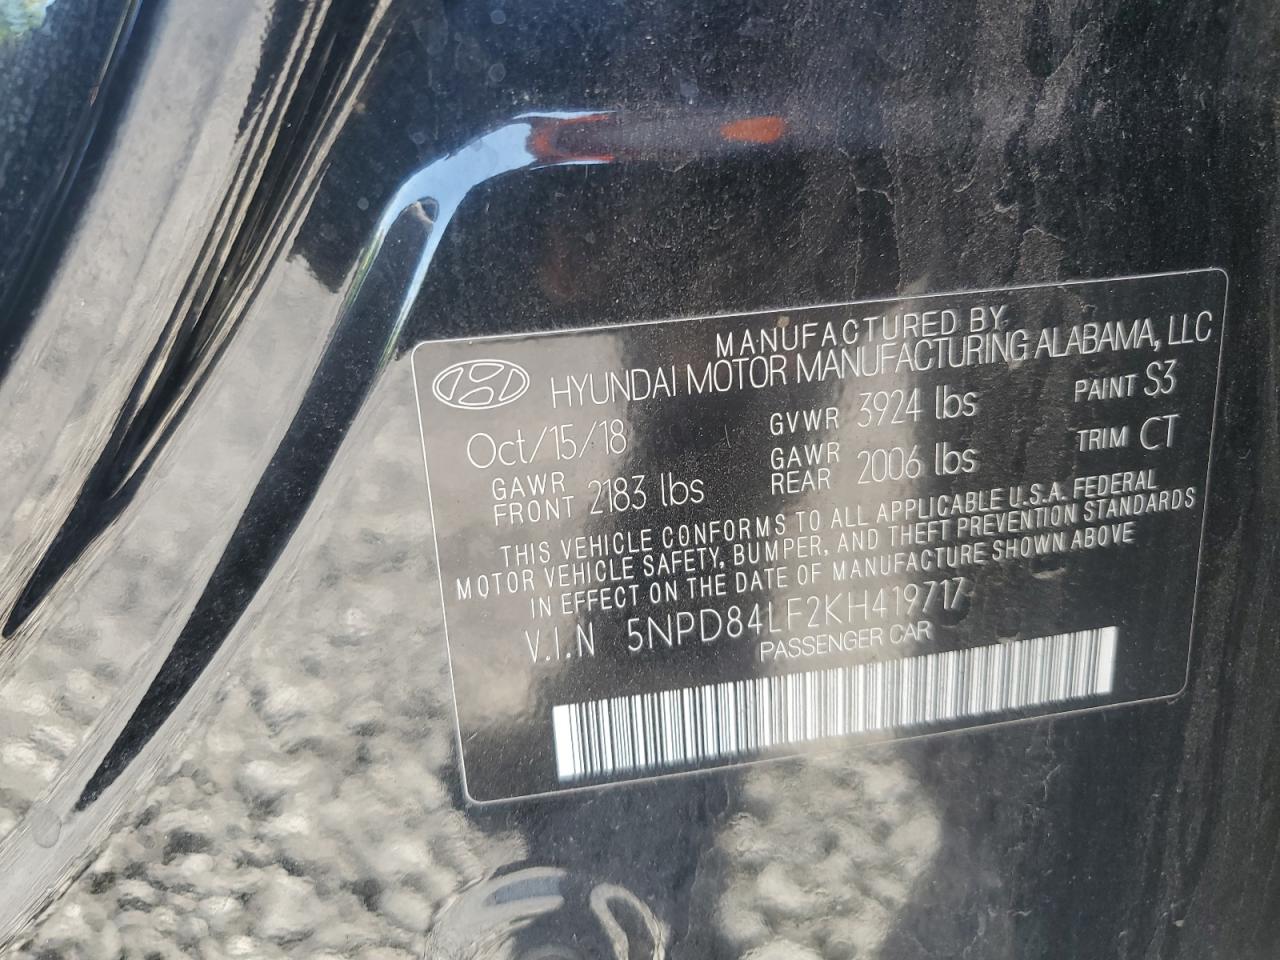 MANUFACTURED BY
HYUNDAI MOTOR MANUFACTURING ALABAMA, LLC
Oct/15/18 GVWR 3924 lbs PAINT S3
GAWR FRONT 2183 lbs GAWR REAR 2006 lbs TRIM CT
THIS VEHICLE CONFORMS TO ALL APPLICABLE U.S.A. FEDERAL
MOTOR VEHICLE SAFETY, BUMPER, AND THEFT PREVENTION STANDARDS
IN EFFECT ON THE DATE OF MANUFACTURE SHOWN ABOVE
V.I.N 5NPD84LF2KH419717
PASSENGER CAR